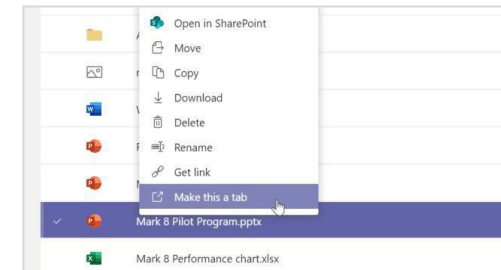 Open in SharePoint
Move
Copy
Download
Delete
Rename
Get link
Make this a tab
Mark 8 Pilot Program.pptx
Mark 8 Performance chart.xlsx